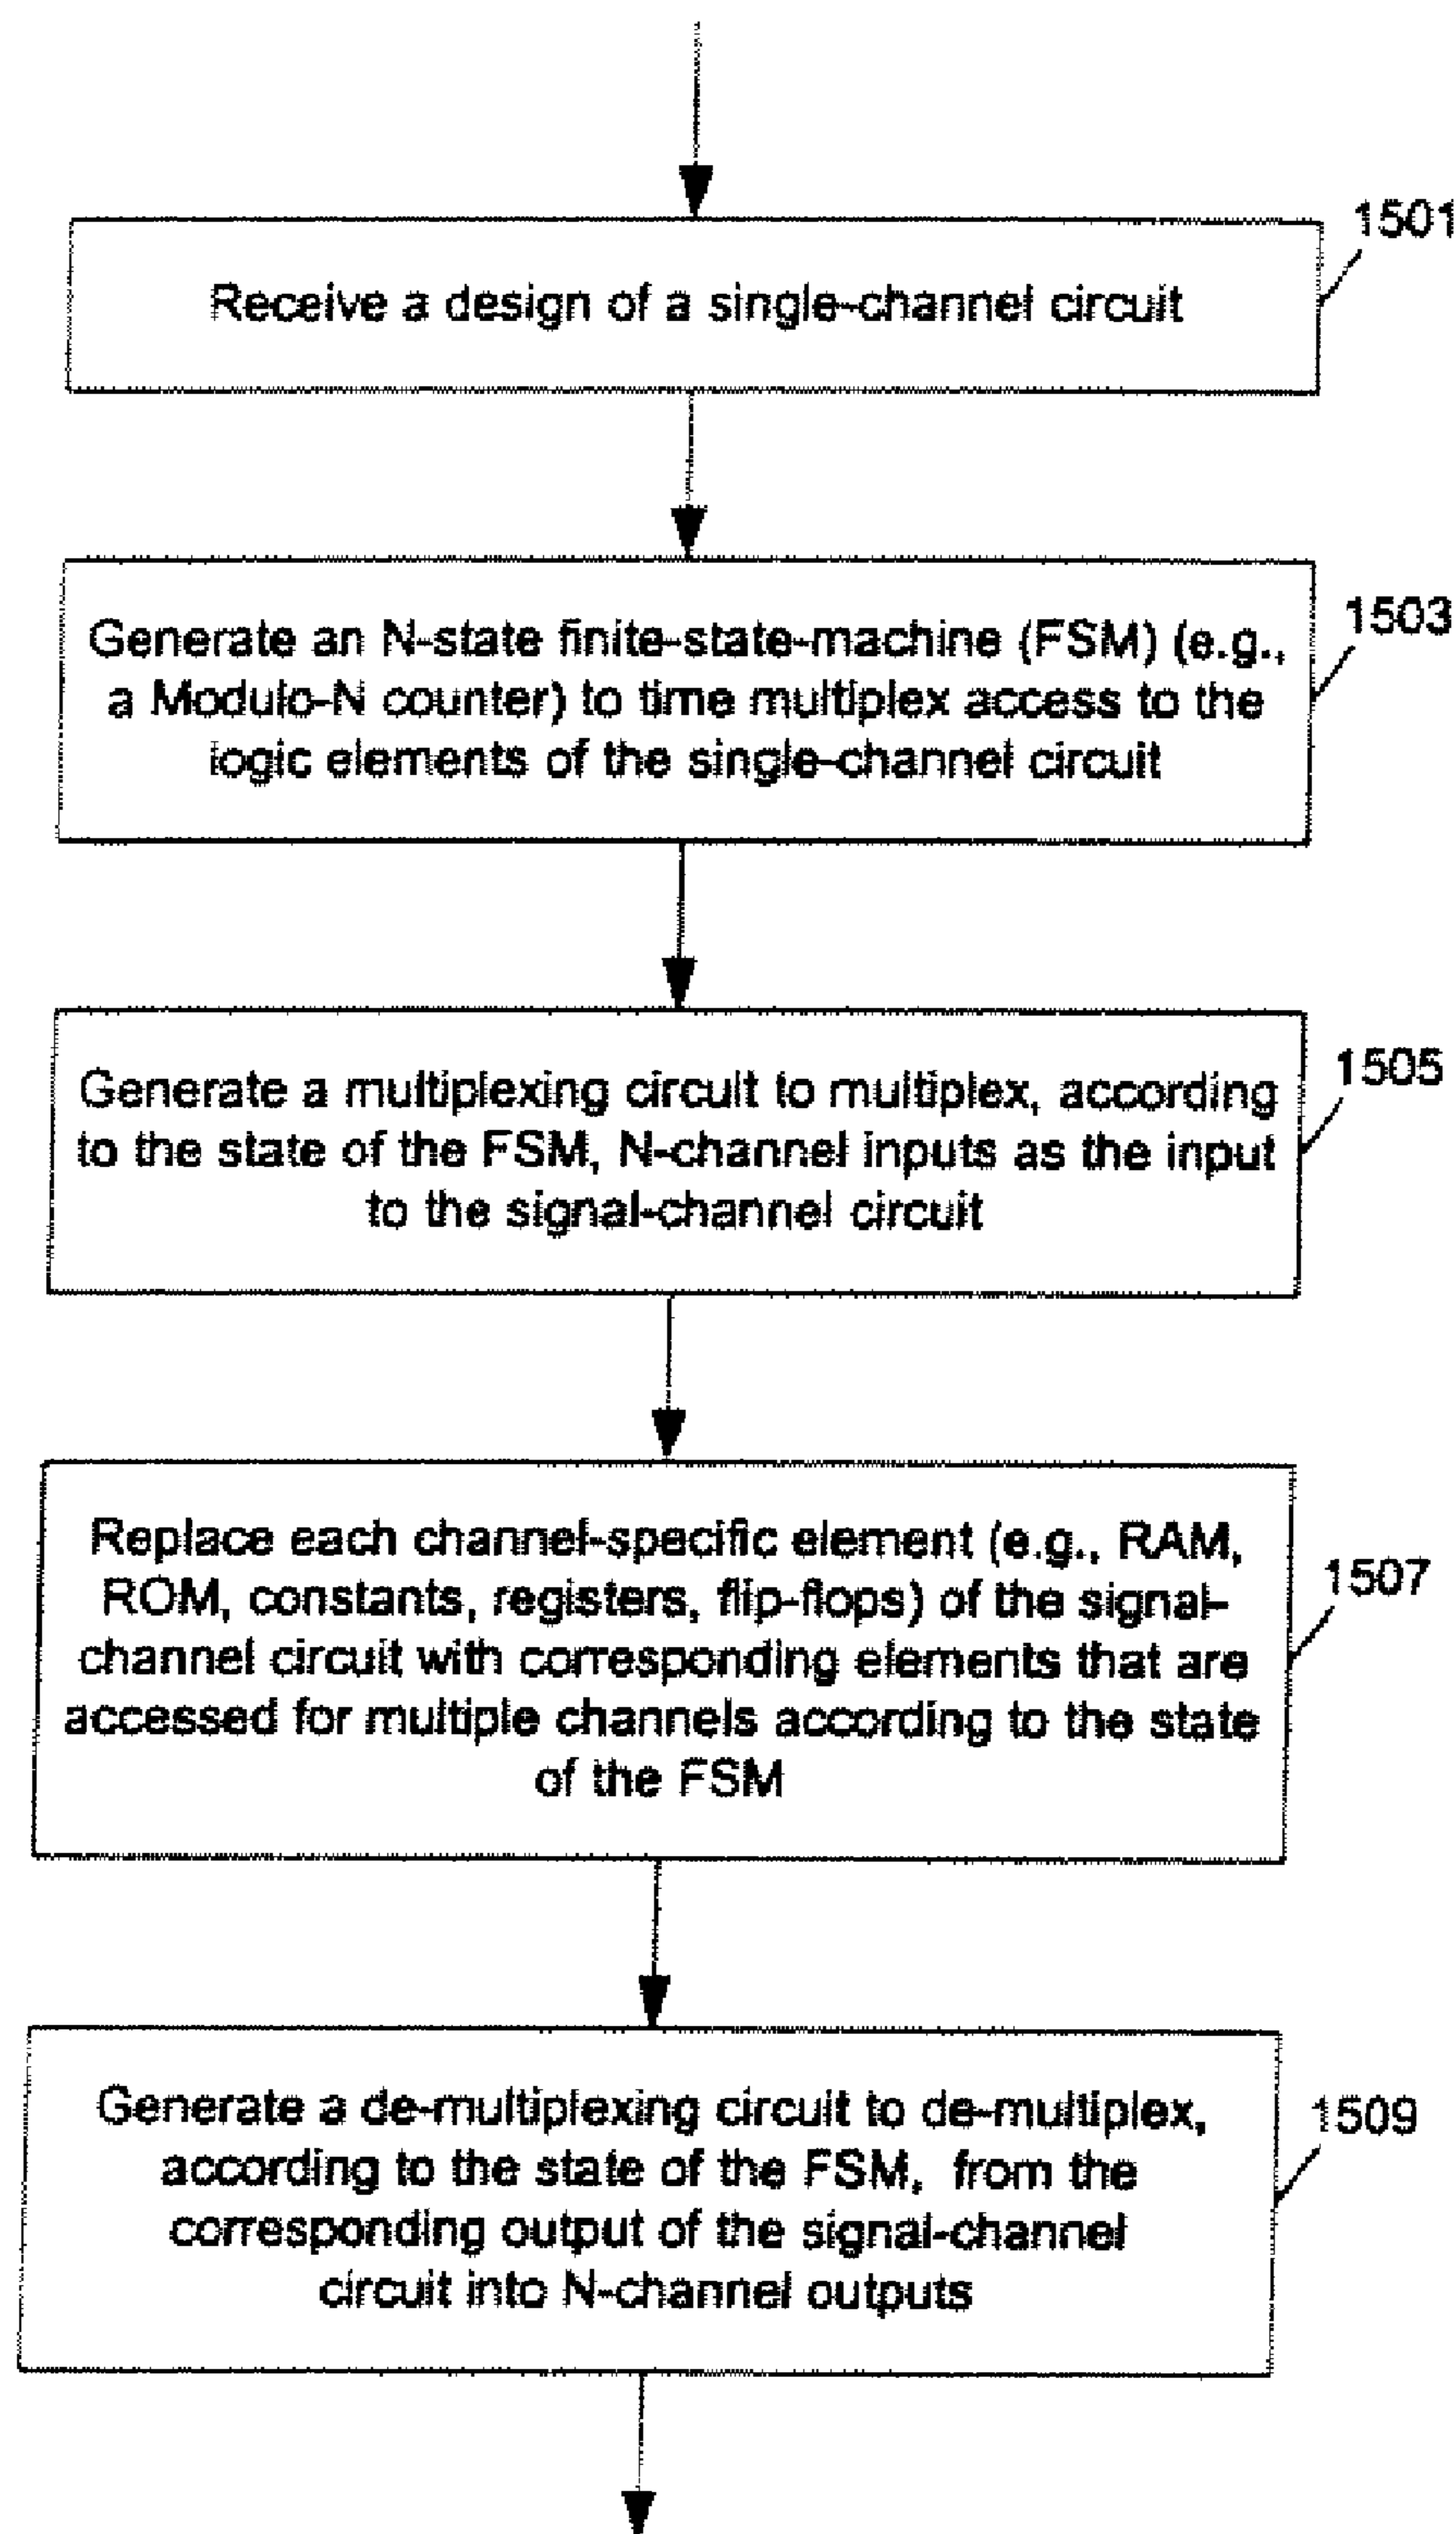 Receive a design of a single-channel circuit
1501
Generate an N-state finite-state-machine (FSM) (e.g.,
a Modulo-N counter) to time multiplex access to the
logic elements of the single-channel circuit
1503
Generate a multiplexing circuit to multiplex, according
to the state of the FSM, N-channel inputs as the input
to the signal-channel circuit
1505
Replace each channel-specific element (e.g., RAM,
ROM, constants, registers, flip-flops) of the signal-
channel circuit with corresponding elements that are
accessed for multiple channels according to the state
of the FSM
1507
Generate a de-multiplexing circuit to de-multiplex,
according to the state of the FSM, from the
corresponding output of the signal-channel
circuit into N-channel outputs
1509